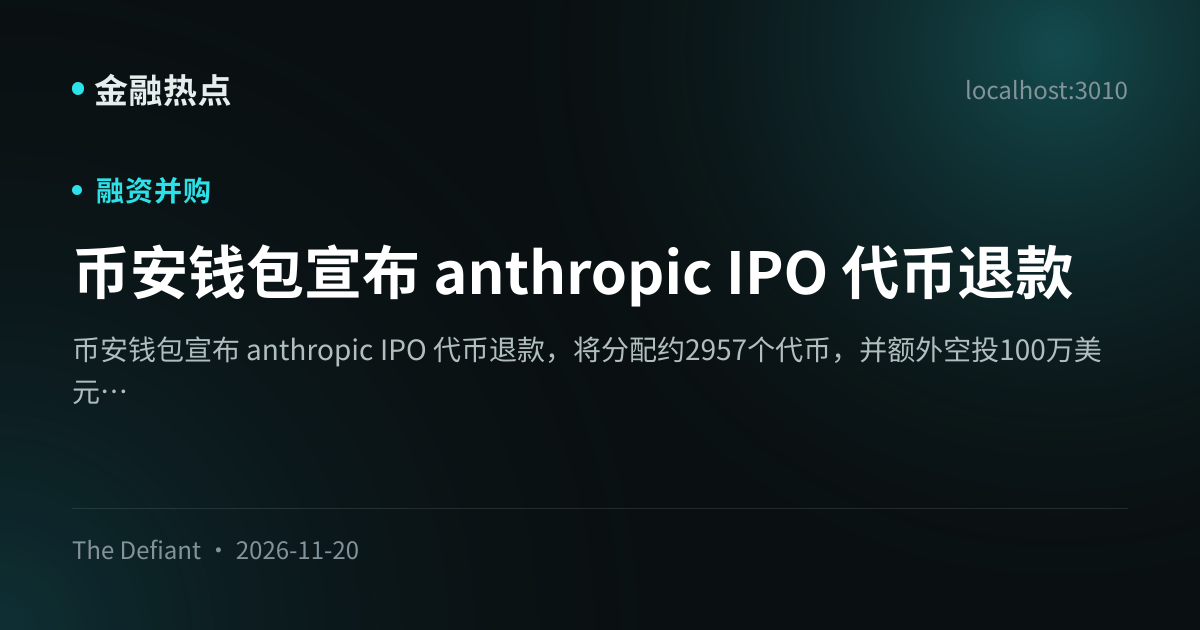 金融热点
localhost:3010
融资并购
币安钱包宣布 anthropic IPO 代币退款
币安钱包宣布 anthropic IPO 代币退款，将分配约2957个代币，并额外空投100万美
元…
The Defiant · 2026-11-20